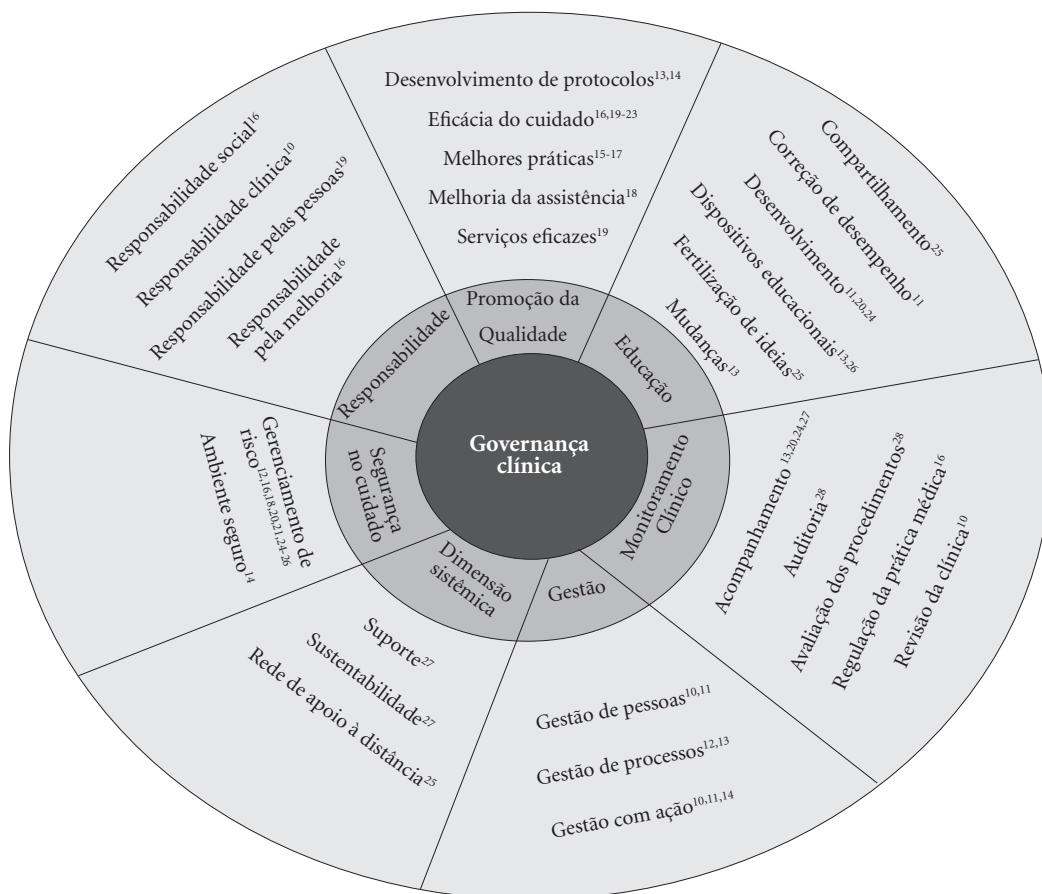 Desenvolvimento de protocolos13,14
Eficácia do cuidado16,19-23
Melhores práticas15-17
Melhoria da assistência18
Serviços eficazes19
Promoção da
Qualidade
Compartilhamento25
Correção de desempenho11
Desenvolvimento11,20,24
Dispositivos educacionais13,26
Fertilização de ideias25
Mudanças13
Educação
Acompanhamento13,20,24,27
Auditoria28
Avaliação dos procedimentos28
Regulação da prática médica16
Revisão da clínica10
Monitoramento
Clínico
Gestão
Gestão de pessoas10,11
Gestão de processos12,13
Gestão com ação10,11,14
Dimensão
sistêmica
Suporte27
Sustentabilidade27
Rede de apoio à distância25
Segurança
no cuidado
Gerenciamento de
risco12,16,18,20,21,24-26
Ambiente seguro14
Responsabilidade
Responsabilidade social16
Responsabilidade clínica10
Responsabilidade pelas pessoas19
Responsabilidade
pela melhoria16
Governança
clínica